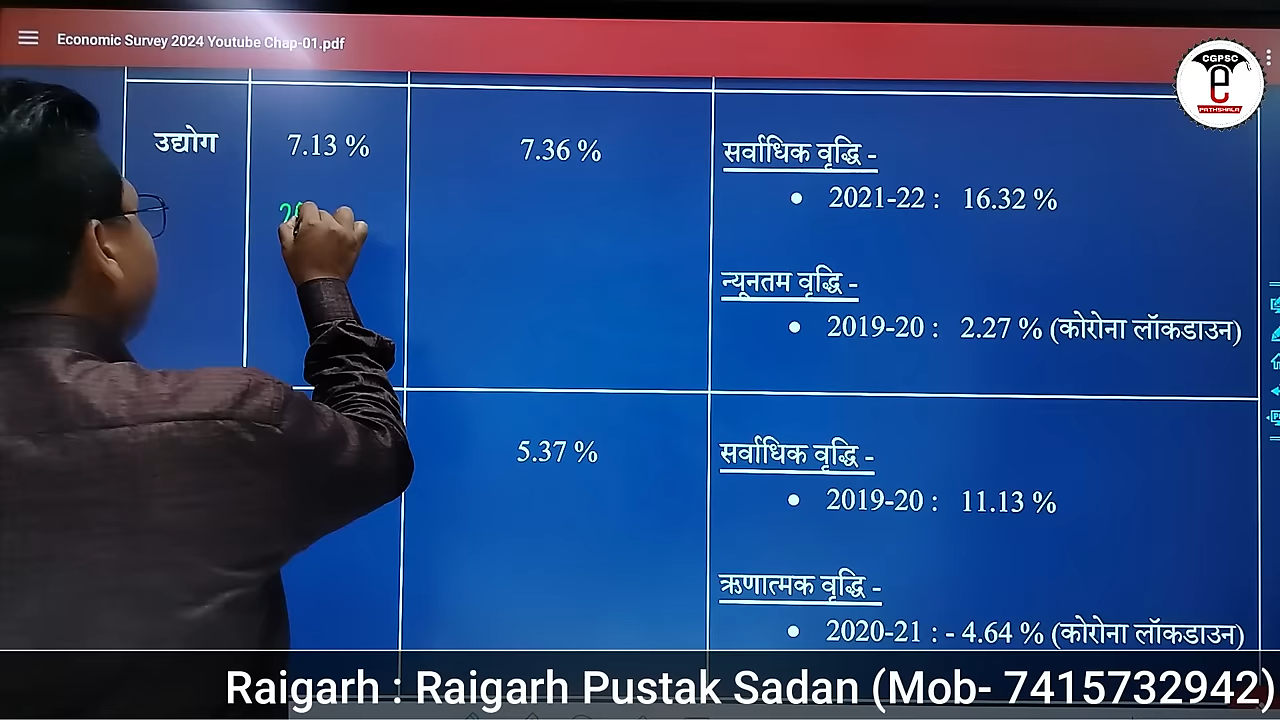 Economic Survey 2024 Youtube Chap-01.pdf
CGPSC
e
PATHSHALA
उद्योग 7.13 % 7.36 % सर्वाधिक वृद्धि -
• 2021-22 : 16.32 %
न्यूनतम वृद्धि -
• 2019-20 : 2.27 % (कोरोना लॉकडाउन)
5.37 % सर्वाधिक वृद्धि -
• 2019-20 : 11.13 %
ऋणात्मक वृद्धि -
• 2020-21 : - 4.64 % (कोरोना लॉकडाउन)
Raigarh : Raigarh Pustak Sadan (Mob- 7415732942)